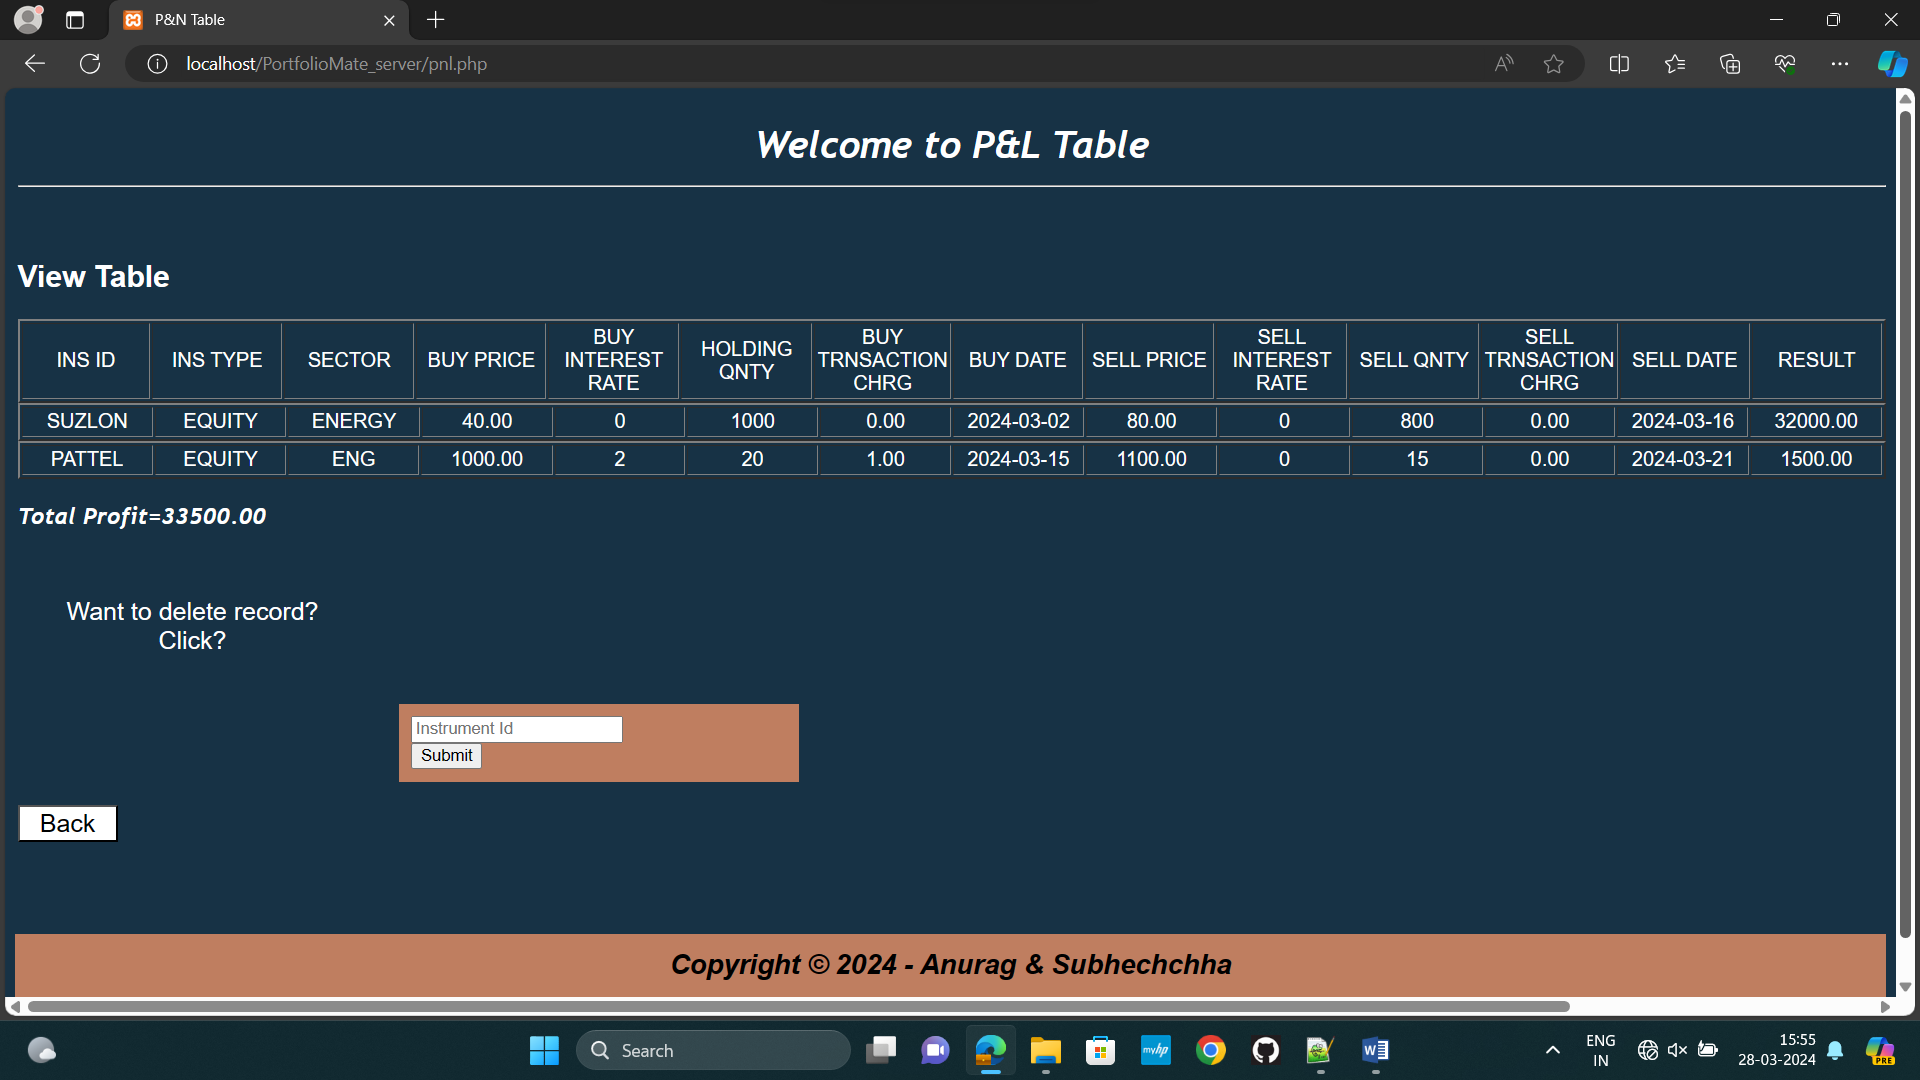 P&N Table
localhost/PortfolioMate_server/pnl.php
Welcome to P&L Table
View Table
INS ID INS TYPE SECTOR BUY PRICE BUY INTEREST RATE HOLDING QNTY BUY TRNSACTION CHRG BUY DATE SELL PRICE SELL INTEREST RATE SELL QNTY SELL TRNSACTION CHRG SELL DATE RESULT
SUZLON EQUITY ENERGY 40.00 0 1000 0.00 2024-03-02 80.00 0 800 0.00 2024-03-16 32000.00
PATTEL EQUITY ENG 1000.00 2 20 1.00 2024-03-15 1100.00 0 15 0.00 2024-03-21 1500.00
Total Profit=33500.00
Want to delete record?
Click?
Instrument Id
Submit
Back
Copyright © 2024 - Anurag & Subhechchha
Search
myhp
W
ENG
IN
15:55
28-03-2024
PRE